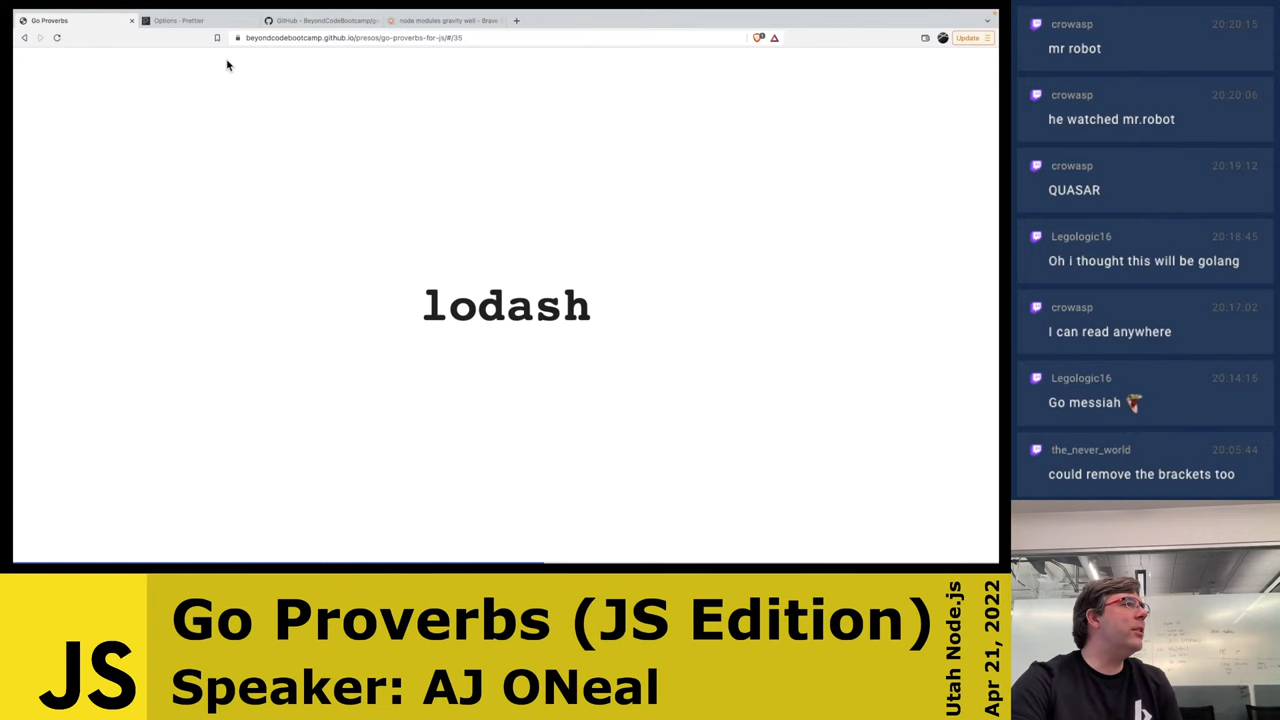 Go Proverbs
Options · Prettier
GitHub - BeyondCodeBootcamp/g
node modules gravity well - Brave
beyondcodebootcamp.github.io/presos/go-proverbs-for-js/#/35
Update
lodash
crowasp 20:20:15
mr robot
crowasp 20:20:06
he watched mr.robot
crowasp 20:19:12
QUASAR
Legologic16 20:18:45
Oh i thought this will be golang
crowasp 20:17:02
I can read anywhere
Legologic16 20:14:15
Go messiah
the_never_world 20:05:44
could remove the brackets too
JS
Go Proverbs (JS Edition)
Speaker: AJ ONeal
Utah Node.js
Apr 21, 2022